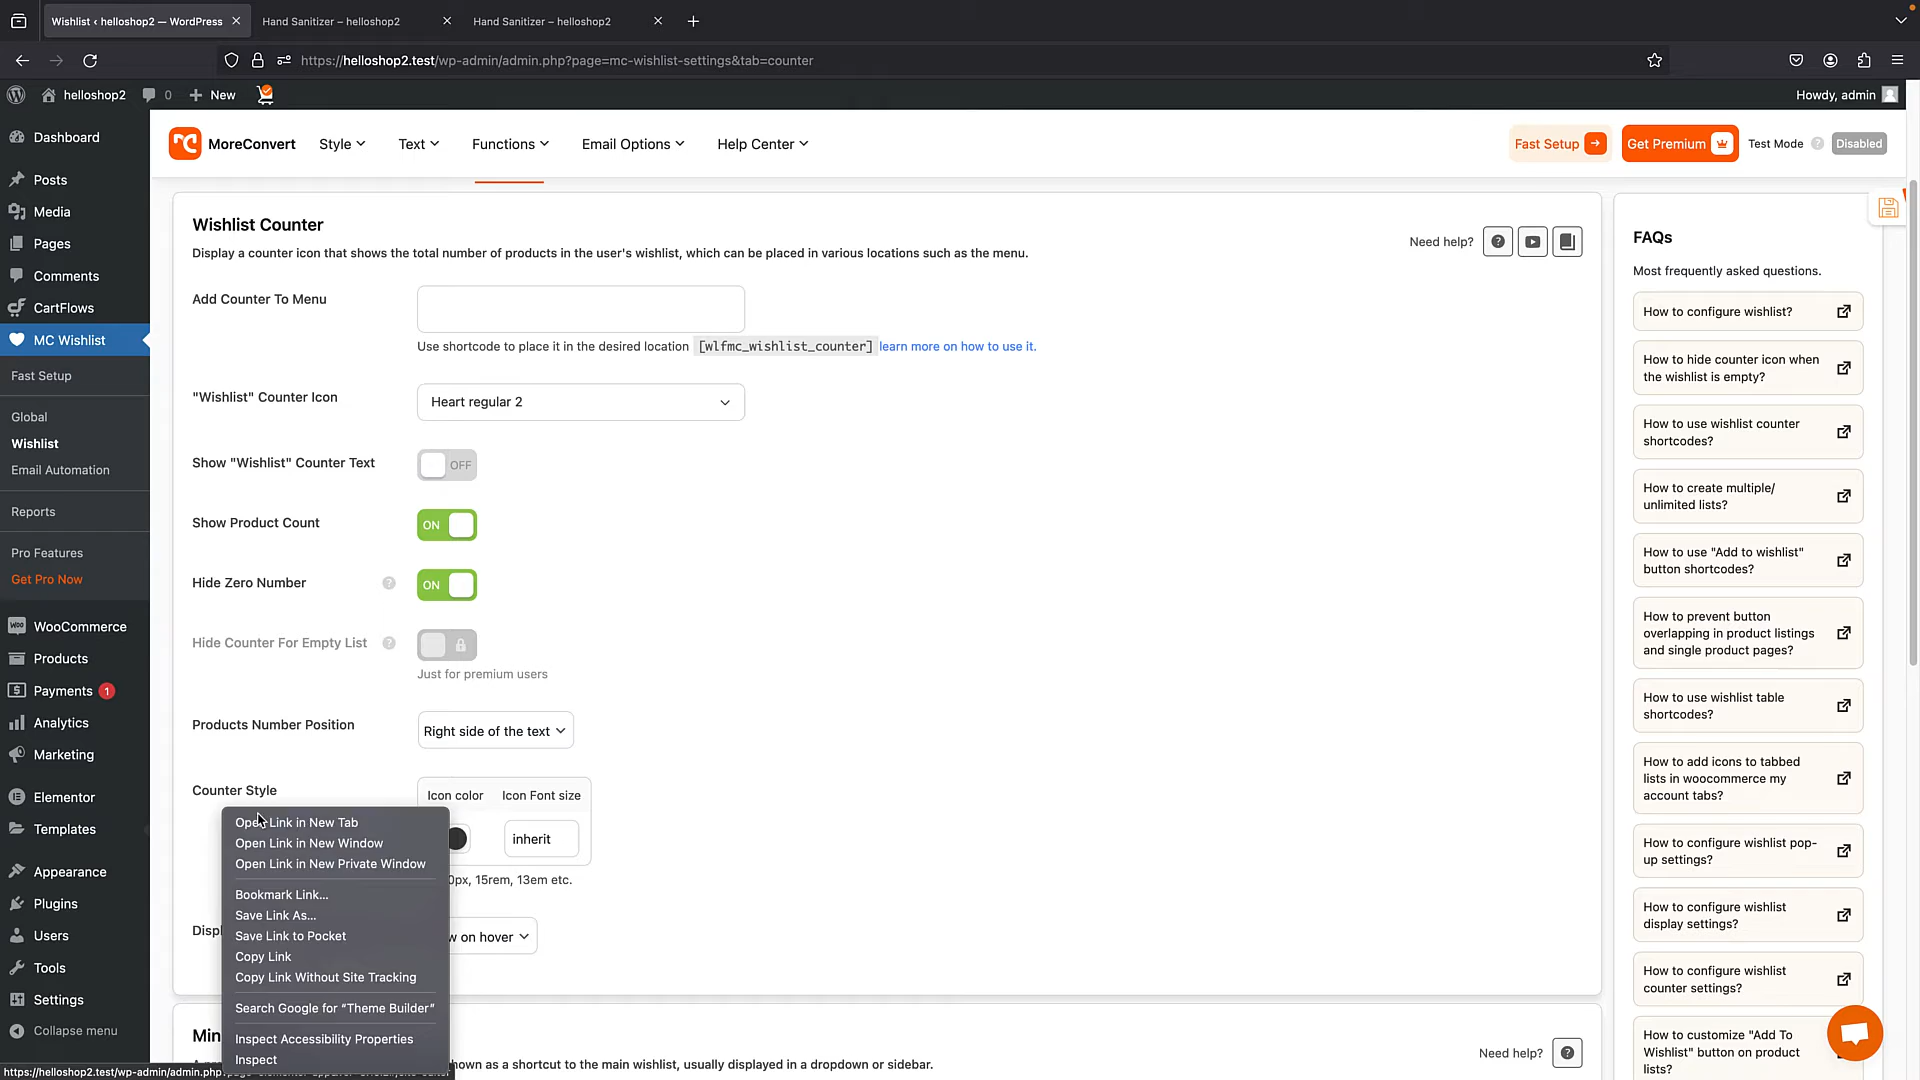 Wishlist ‹ helloshop2 — WordPress
Hand Sanitizer – helloshop2
Hand Sanitizer – helloshop2
https://helloshop2.test/wp-admin/admin.php?page=mc-wishlist-settings&tab=counter
helloshop2
0
New
Howdy, admin
Dashboard
Posts
Media
Pages
Comments
CartFlows
MC Wishlist
Fast Setup
Global
Wishlist
Email Automation
Reports
Pro Features
Get Pro Now
WooCommerce
Products
Payments 1
Analytics
Marketing
Elementor
Templates
Appearance
Plugins
Users
Tools
Settings
Collapse menu
MoreConvert
Style
Text
Functions
Email Options
Help Center
Fast Setup
Get Premium
Test Mode
Disabled
Wishlist Counter
Display a counter icon that shows the total number of products in the user's wishlist, which can be placed in various locations such as the menu.
Need help?
Add Counter To Menu
Use shortcode to place it in the desired location [wlfmc_wishlist_counter] learn more on how to use it.
"Wishlist" Counter Icon
Heart regular 2
Show "Wishlist" Counter Text
OFF
Show Product Count
ON
Hide Zero Number
ON
Hide Counter For Empty List
Just for premium users
Products Number Position
Right side of the text
Counter Style
Icon color
Icon Font size
inherit
0px, 15rem, 13em etc.
Open Link in New Tab
Open Link in New Window
Open Link in New Private Window
Bookmark Link...
Save Link As...
Save Link to Pocket
Copy Link
Copy Link Without Site Tracking
Search Google for “Theme Builder”
Inspect Accessibility Properties
Inspect
on hover
Need help?
hown as a shortcut to the main wishlist, usually displayed in a dropdown or sidebar.
FAQs
Most frequently asked questions.
How to configure wishlist?
How to hide counter icon when
the wishlist is empty?
How to use wishlist counter
shortcodes?
How to create multiple/
unlimited lists?
How to use "Add to wishlist"
button shortcodes?
How to prevent button
overlapping in product listings
and single product pages?
How to use wishlist table
shortcodes?
How to add icons to tabbed
lists in woocommerce my
account tabs?
How to configure wishlist pop-
up settings?
How to configure wishlist
display settings?
How to configure wishlist
counter settings?
How to customize "Add To
Wishlist" button on product
lists?